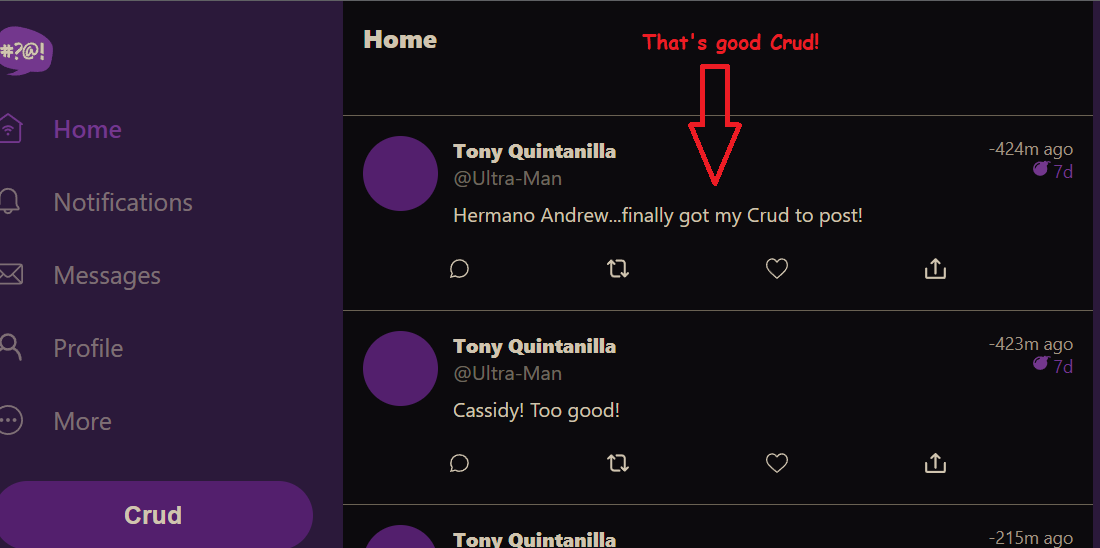 #?@!
Home
Notifications
Messages
Profile
More
Crud
Home
That's good Crud!
Tony Quintanilla
-424m ago
@Ultra-Man
7d
Hermano Andrew...finally got my Crud to post!
Tony Quintanilla
-423m ago
@Ultra-Man
7d
Cassidy! Too good!
Tony Quintanilla
-215m ago